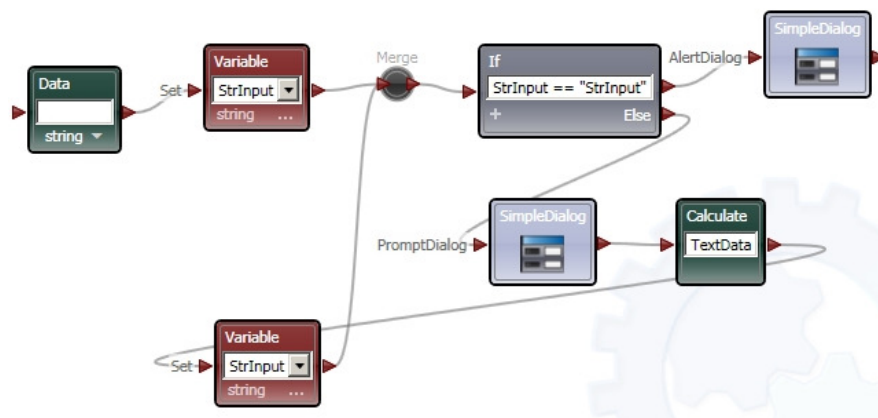 Data
string
Set
Variable
StrInput
string ...
Merge
If
StrInput == "StrInput"
+ Else
AlertDialog
SimpleDialog
PromptDialog
SimpleDialog
Calculate
TextData
Set
Variable
StrInput
string ...